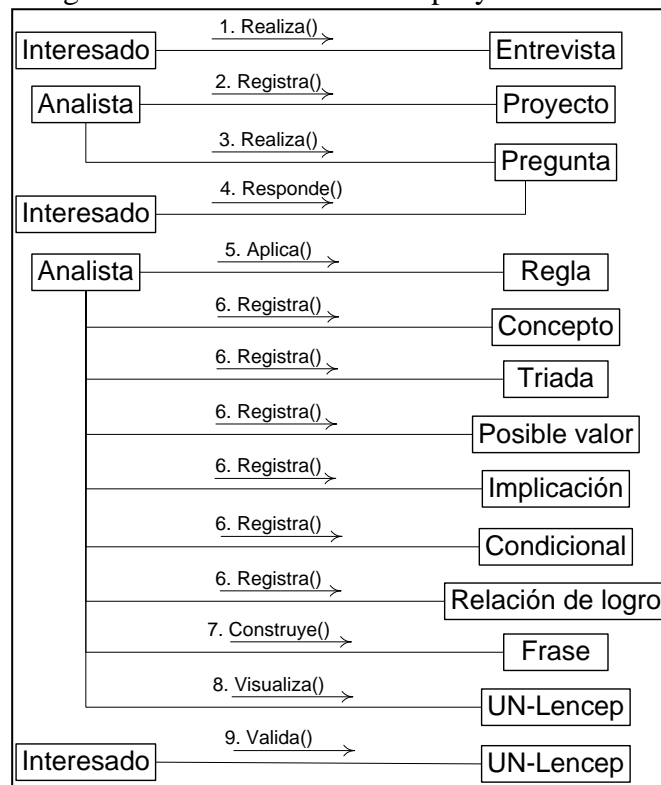 1. Realiza()
Interesado Entrevista
2. Registra()
Analista Proyecto
3. Realiza()
Pregunta
4. Responde()
Interesado
5. Aplica()
Analista Regla
6. Registra()
Concepto
6. Registra()
Triada
6. Registra()
Posible valor
6. Registra()
Implicación
6. Registra()
Condicional
6. Registra()
Relación de logro
7. Construye()
Frase
8. Visualiza()
UN-Lencep
9. Valida()
Interesado UN-Lencep